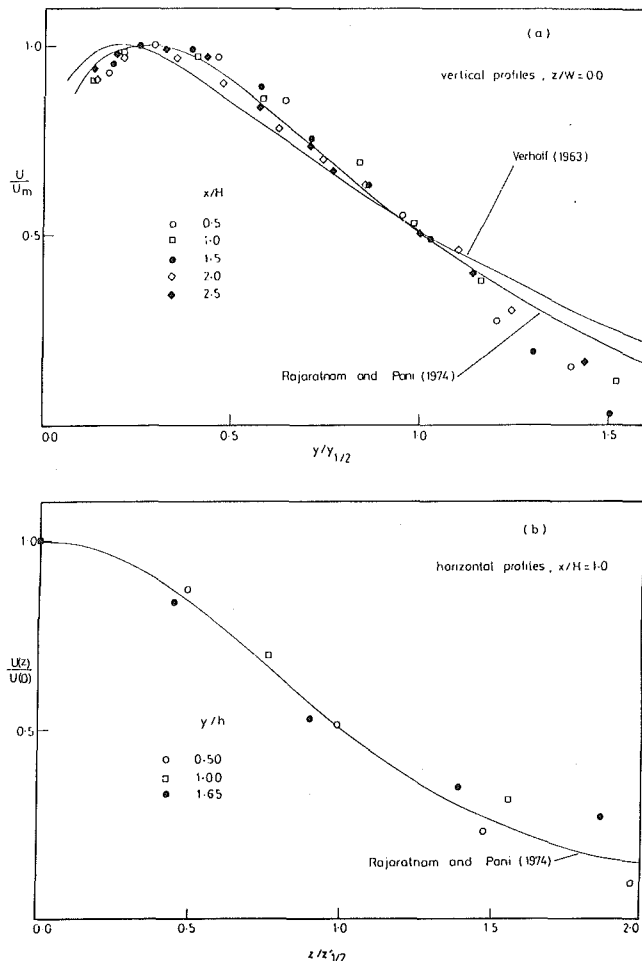 (a)
vertical profiles , z/W=0.0
1.0
U
Um
0.5
Verhoff (1963)
x/H
0.5
1.0
1.5
2.0
2.5
Rajaratnam and Pani (1974)
0.0
0.5
1.0
1.5
y/y1/2
(b)
horizontal profiles , x/H=1.0
1.0
U(z)
U(0)
0.5
y/h
0.50
1.00
1.65
Rajaratnam and Pani (1974)
0.0
0.5
1.0
1.5
2.0
z/z1/2